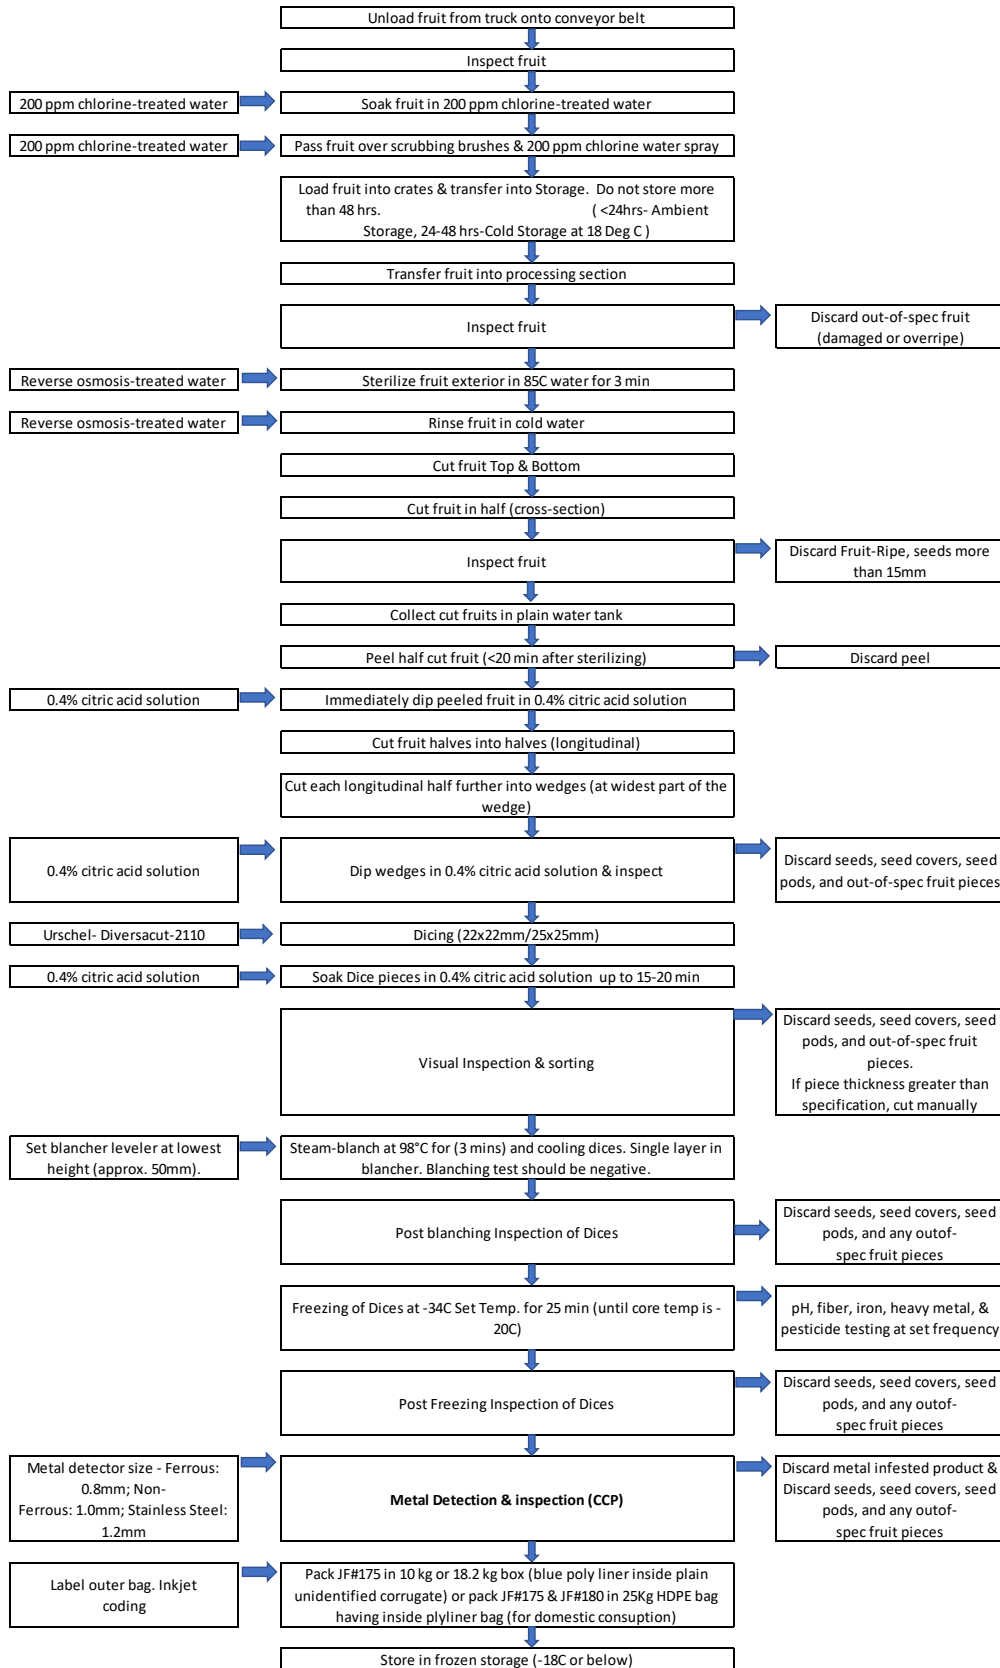 Unload fruit from truck onto conveyor belt
Inspect fruit
200 ppm chlorine-treated water
Soak fruit in 200 ppm chlorine-treated water
200 ppm chlorine-treated water
Pass fruit over scrubbing brushes & 200 ppm chlorine water spray
Load fruit into crates & transfer into Storage. Do not store more
than 48 hrs. ( <24hrs- Ambient
Storage, 24-48 hrs-Cold Storage at 18 Deg C )
Transfer fruit into processing section
Inspect fruit
Discard out-of-spec fruit
(damaged or overripe)
Reverse osmosis-treated water
Sterilize fruit exterior in 85C water for 3 min
Reverse osmosis-treated water
Rinse fruit in cold water
Cut fruit Top & Bottom
Cut fruit in half (cross-section)
Inspect fruit
Discard Fruit-Ripe, seeds more
than 15mm
Collect cut fruits in plain water tank
Peel half cut fruit (<20 min after sterilizing)
Discard peel
0.4% citric acid solution
Immediately dip peeled fruit in 0.4% citric acid solution
Cut fruit halves into halves (longitudinal)
Cut each longitudinal half further into wedges (at widest part of the
wedge)
0.4% citric acid solution
Dip wedges in 0.4% citric acid solution & inspect
Discard seeds, seed covers, seed
pods, and out-of-spec fruit pieces
Urschel- Diversacut-2110
Dicing (22x22mm/25x25mm)
0.4% citric acid solution
Soak Dice pieces in 0.4% citric acid solution up to 15-20 min
Visual Inspection & sorting
Discard seeds, seed covers, seed
pods, and out-of-spec fruit
pieces.
If piece thickness greater than
specification, cut manually
Set blancher leveler at lowest
height (approx. 50mm).
Steam-blanch at 98°C for (3 mins) and cooling dices. Single layer in
blancher. Blanching test should be negative.
Post blanching Inspection of Dices
Discard seeds, seed covers, seed
pods, and any outof-
spec fruit pieces
Freezing of Dices at -34C Set Temp. for 25 min (until core temp is -
20C)
pH, fiber, iron, heavy metal, &
pesticide testing at set frequency
Post Freezing Inspection of Dices
Discard seeds, seed covers, seed
pods, and any outof-
spec fruit pieces
Metal detector size - Ferrous:
0.8mm; Non-
Ferrous: 1.0mm; Stainless Steel:
1.2mm
Metal Detection & inspection (CCP)
Discard metal infested product &
Discard seeds, seed covers, seed
pods, and any outof-
spec fruit pieces
Label outer bag. Inkjet
coding
Pack JF#175 in 10 kg or 18.2 kg box (blue poly liner inside plain
unidentified corrugate) or pack JF#175 & JF#180 in 25Kg HDPE bag
having inside plyliner bag (for domestic consuption)
Store in frozen storage (-18C or below)